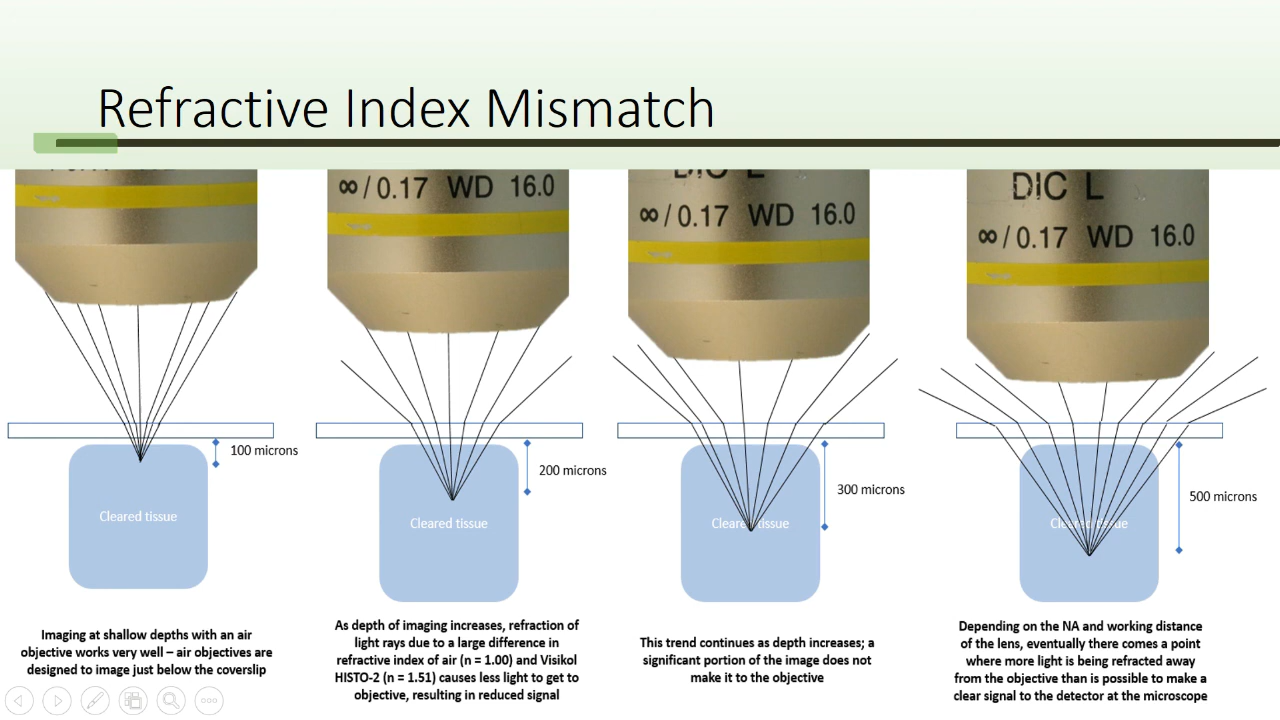 Refractive Index Mismatch
∞/0.17 WD 16.0
DIC L
∞/0.17 WD 16.0
DIC L
∞/0.17 WD 16.0
100 microns
Cleared tissue
200 microns
Cleared tissue
300 microns
Cleared tissue
500 microns
Cleared tissue
Imaging at shallow depths with an air
objective works very well – air objectives are
designed to image just below the coverslip
As depth of imaging increases, refraction of
light rays due to a large difference in
refractive index of air (n = 1.00) and Visikol
HISTO-2 (n = 1.51) causes less light to get to
objective, resulting in reduced signal
This trend continues as depth increases; a
significant portion of the image does not
make it to the objective
Depending on the NA and working distance
of the lens, eventually there comes a point
where more light is being refracted away
from the objective than is possible to make a
clear signal to the detector at the microscope